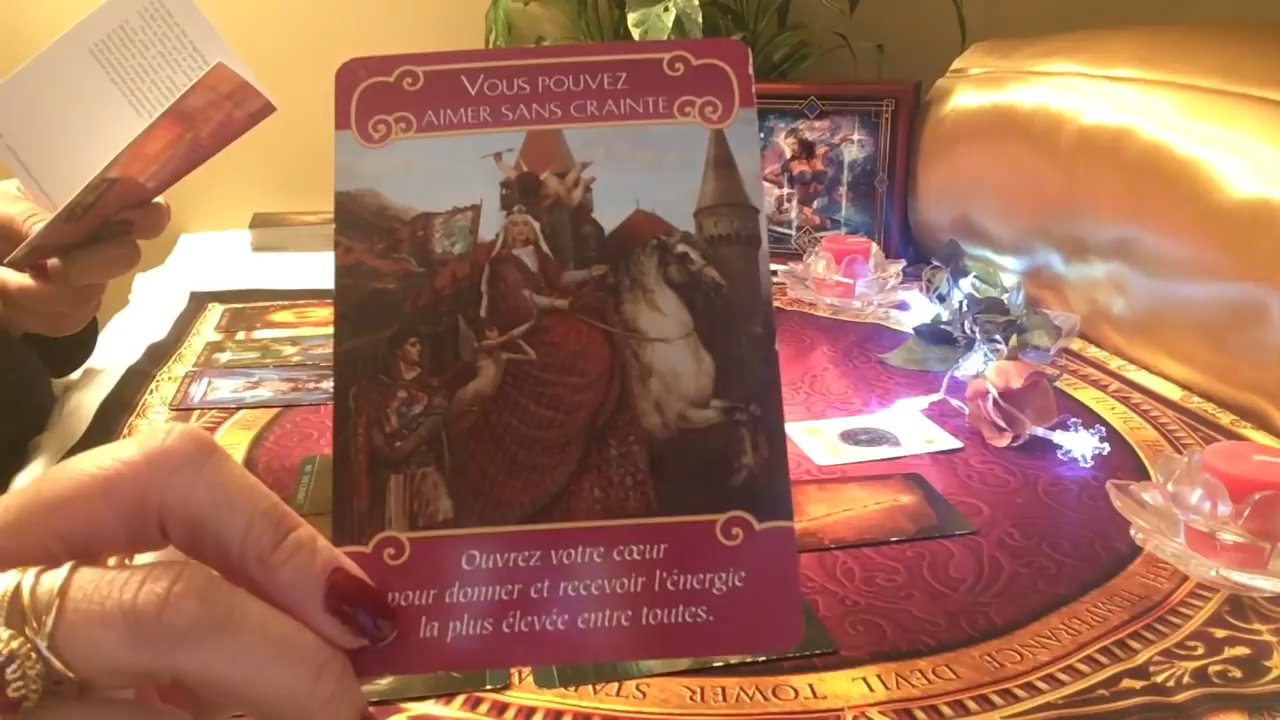 VOUS POUVEZ
AIMER SANS CRAINTE
Ouvrez votre cœur
pour donner et recevoir l'énergie
la plus élevée entre toutes.
JUSTICE
TEMPERANCE DEVIL TOWER STAR